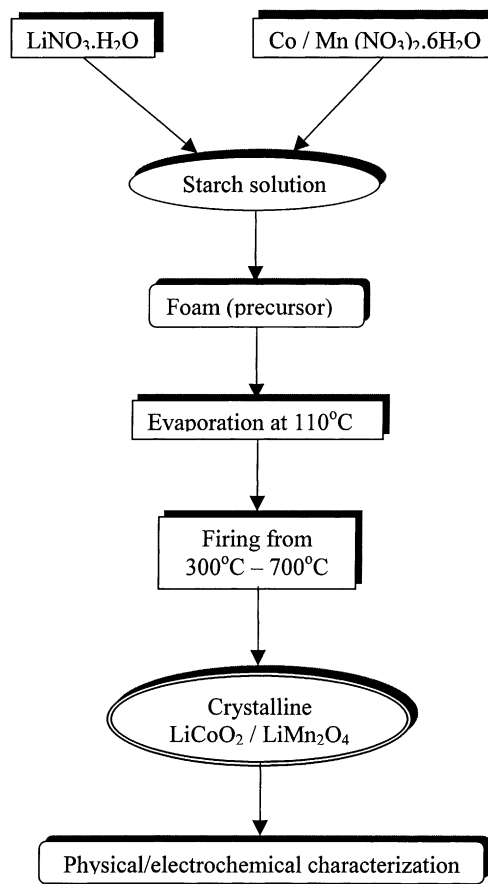 LiNO₃.H₂O
Co / Mn (NO₃)₂.6H₂O
Starch solution
Foam (precursor)
Evaporation at 110°C
Firing from
300°C – 700°C
Crystalline
LiCoO₂ / LiMn₂O₄
Physical/electrochemical characterization